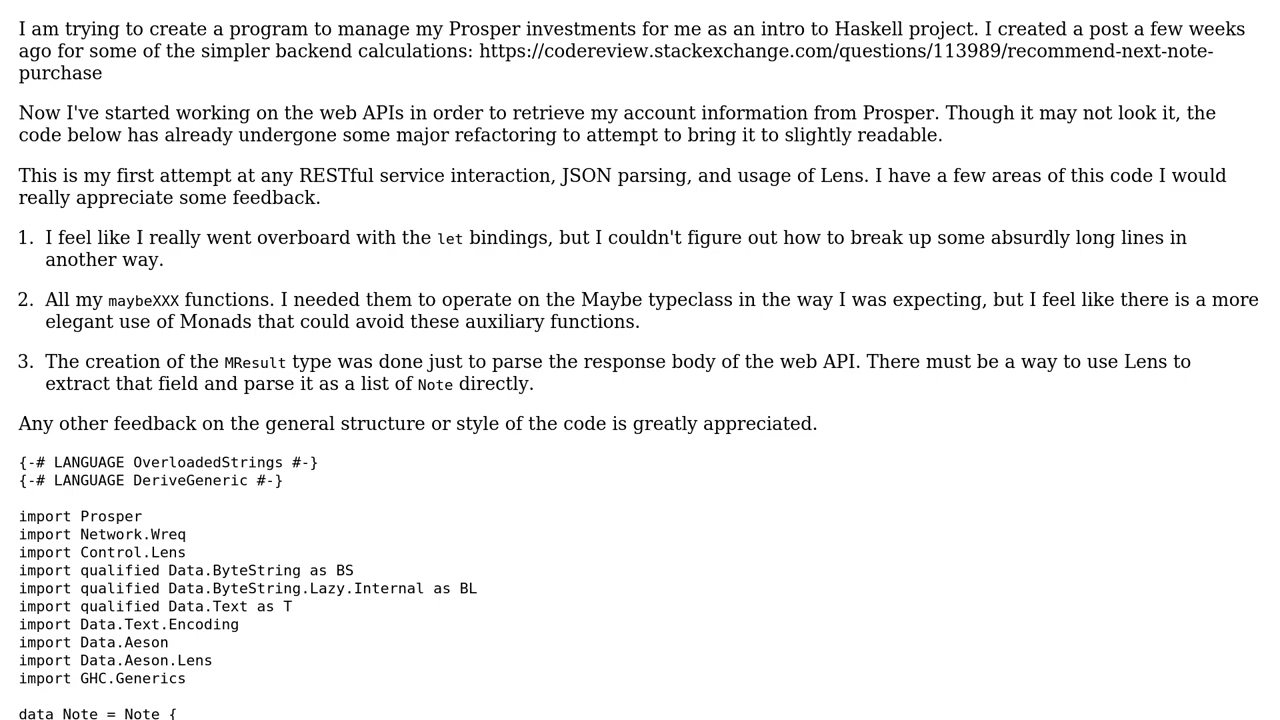 I am trying to create a program to manage my Prosper investments for me as an intro to Haskell project. I created a post a few weeks
ago for some of the simpler backend calculations: https://codereview.stackexchange.com/questions/113989/recommend-next-note-
purchase
Now I've started working on the web APIs in order to retrieve my account information from Prosper. Though it may not look it, the
code below has already undergone some major refactoring to attempt to bring it to slightly readable.
This is my first attempt at any RESTful service interaction, JSON parsing, and usage of Lens. I have a few areas of this code I would
really appreciate some feedback.
1. I feel like I really went overboard with the let bindings, but I couldn't figure out how to break up some absurdly long lines in
another way.
2. All my maybeXXX functions. I needed them to operate on the Maybe typeclass in the way I was expecting, but I feel like there is a more
elegant use of Monads that could avoid these auxiliary functions.
3. The creation of the MResult type was done just to parse the response body of the web API. There must be a way to use Lens to
extract that field and parse it as a list of Note directly.
Any other feedback on the general structure or style of the code is greatly appreciated.
{-# LANGUAGE OverloadedStrings #-}
{-# LANGUAGE DeriveGeneric #-}
import Prosper
import Network.Wreq
import Control.Lens
import qualified Data.ByteString as BS
import qualified Data.ByteString.Lazy.Internal as BL
import qualified Data.Text as T
import Data.Text.Encoding
import Data.Aeson
import Data.Aeson.Lens
import GHC.Generics
data Note = Note {